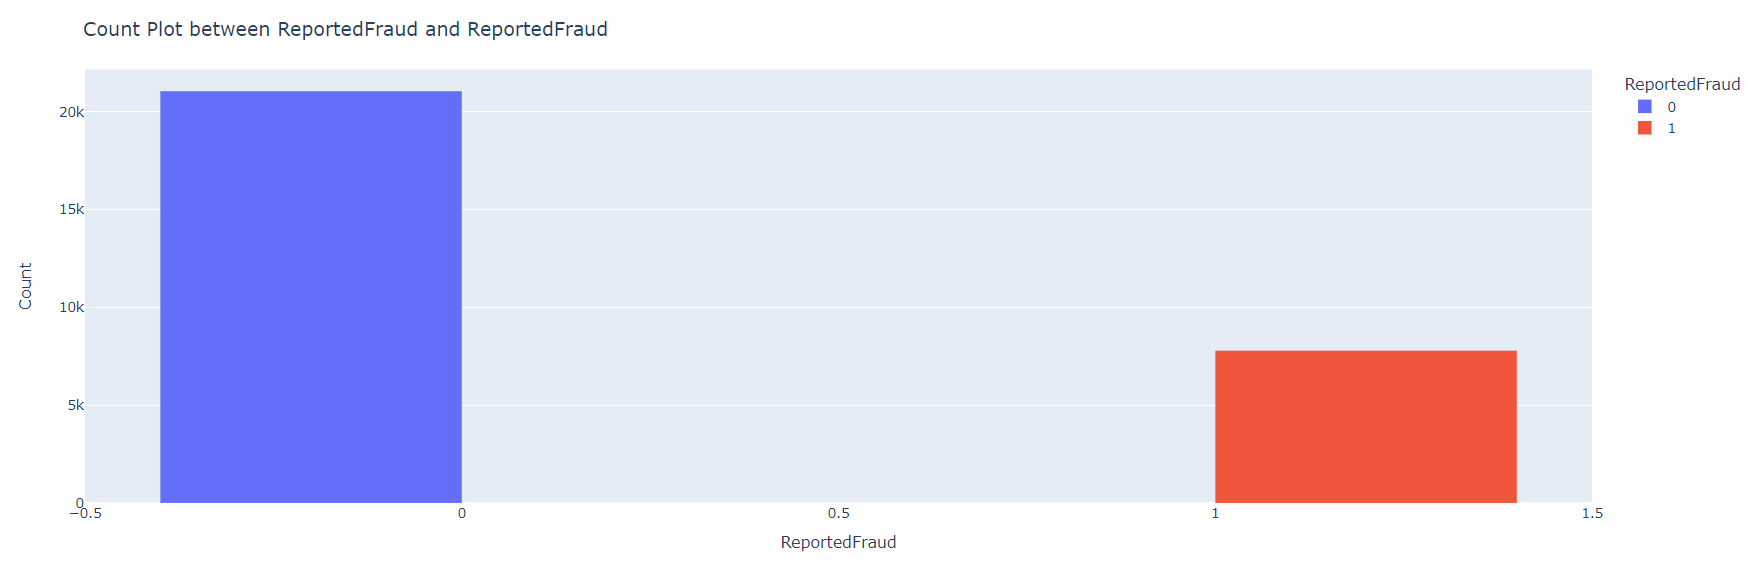 Count Plot between ReportedFraud and ReportedFraud
ReportedFraud
0
1
20k
15k
10k
5k
0
Count
−0.5
0
0.5
1
1.5
ReportedFraud